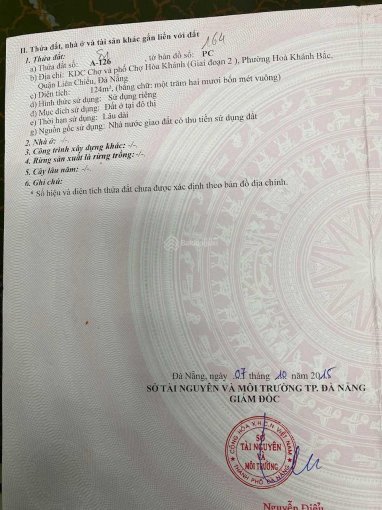 II. Thửa đất, nhà ở và tài sản khác gắn liền với đất
1. Thửa đất: 164
a) Thửa đất số: A-126, tờ bản đồ số: PC
b) Địa chỉ: KDC Chợ và phố Chợ Hòa Khánh (Giai đoạn 2 ), Phường Hoà Khánh Bắc,
Quận Liên Chiểu, Đà Nẵng
c) Diện tích: 124m², (bằng chữ: một trăm hai mươi bốn mét vuông)
d) Hình thức sử dụng: Sử dụng riêng
đ) Mục đích sử dụng: Đất ở tại đô thị
e) Thời hạn sử dụng: Lâu dài
g) Nguồn gốc sử dụng: Nhà nước giao đất có thu tiền sử dụng đất
2. Nhà ở: -/-
3. Công trình xây dựng khác: -/-
4. Rừng sản xuất là rừng trồng: -/-
5. Cây lâu năm: -/-
6. Ghi chú:
* Số hiệu và diện tích thửa đất chưa được xác định theo bản đồ địa chính.
Batdongsan
Đà Nẵng, ngày 07 tháng 10 năm 2015
SỞ TÀI NGUYÊN VÀ MÔI TRƯỜNG TP. ĐÀ NẴNG
GIÁM ĐỐC
CỘNG HÒA X.H.C.N VIỆT NAM
SỞ
TÀI NGUYÊN
VÀ
MÔI TRƯỜNG
THÀNH PHỐ ĐÀ NẴNG
Nguyễn Điểu